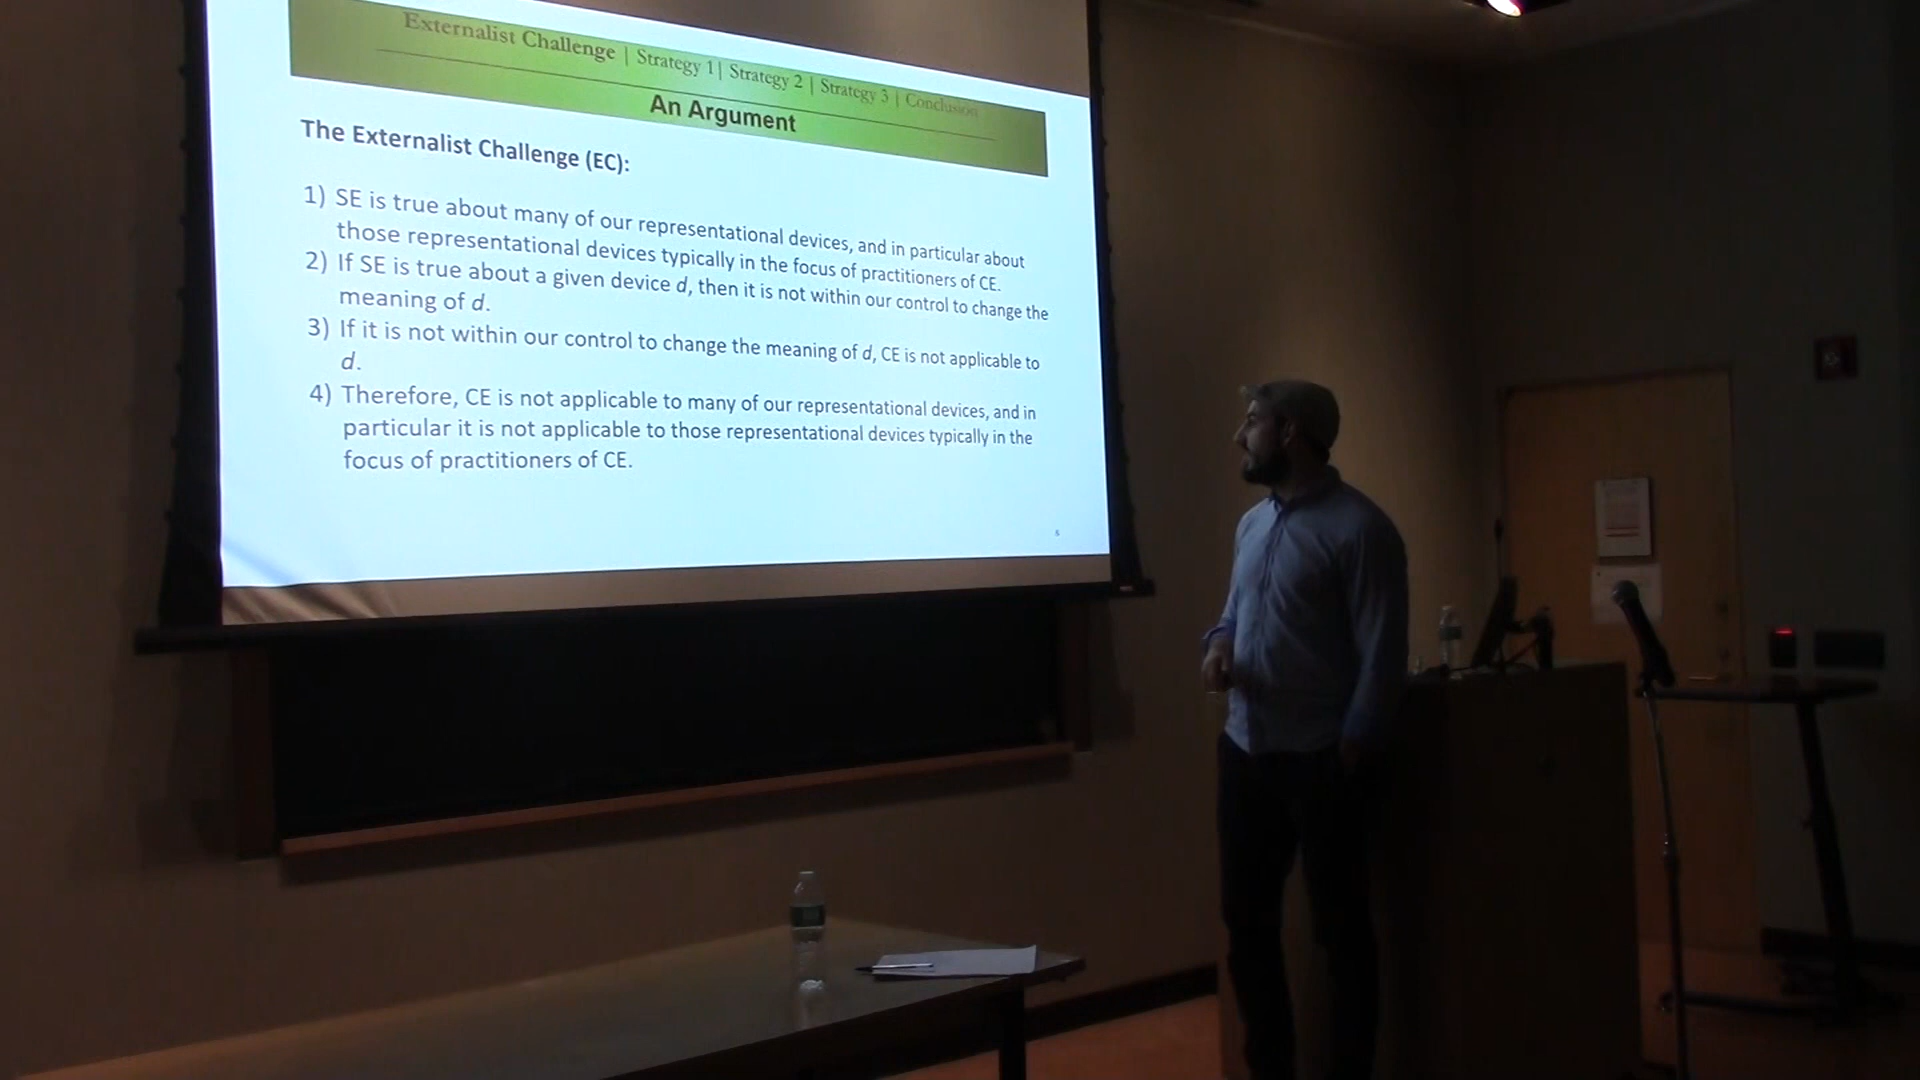 Externalist Challenge | Strategy 1 | Strategy 2 | Strategy 3 | Conclusion
An Argument
The Externalist Challenge (EC):
1) SE is true about many of our representational devices, and in particular about
those representational devices typically in the focus of practitioners of CE.
2) If SE is true about a given device d, then it is not within our control to change the
meaning of d.
3) If it is not within our control to change the meaning of d, CE is not applicable to
d.
4) Therefore, CE is not applicable to many of our representational devices, and in
particular it is not applicable to those representational devices typically in the
focus of practitioners of CE.